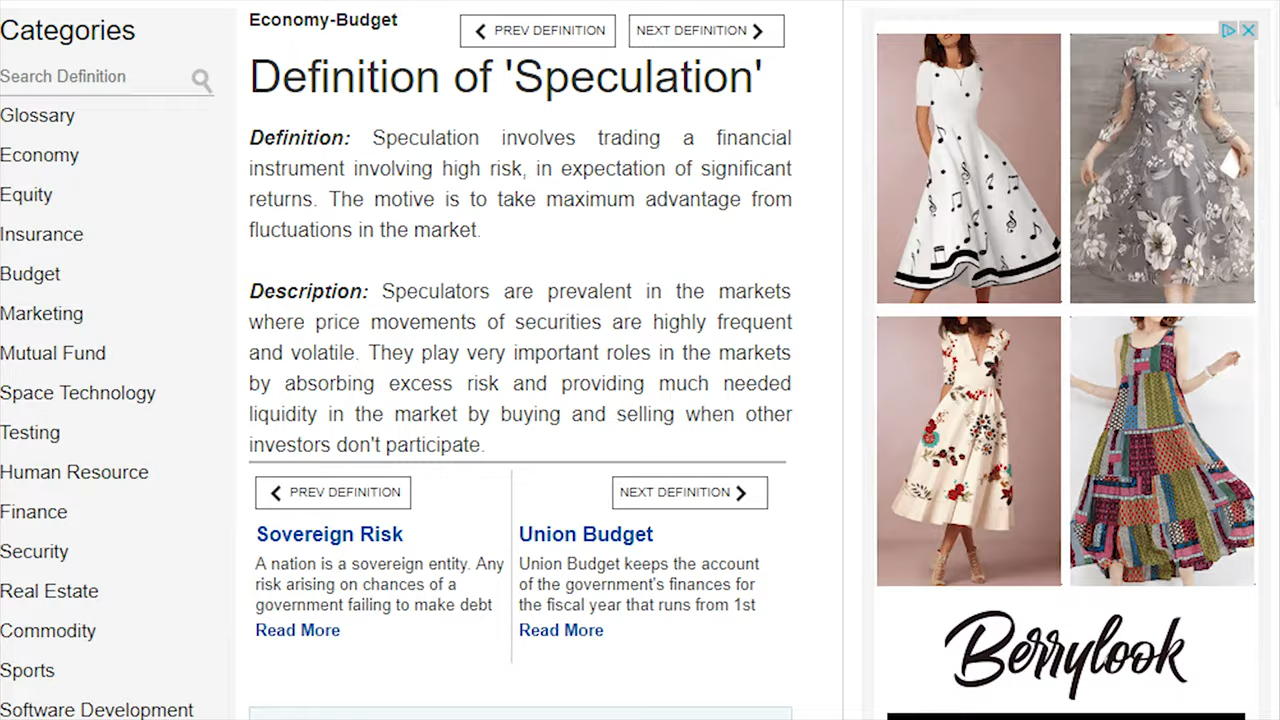 Categories
Search Definition
Glossary
Economy
Equity
Insurance
Budget
Marketing
Mutual Fund
Space Technology
Testing
Human Resource
Finance
Security
Real Estate
Commodity
Sports
Software Development
Economy-Budget
PREV DEFINITION
NEXT DEFINITION
Definition of 'Speculation'
Definition: Speculation involves trading a financial
instrument involving high risk, in expectation of significant
returns. The motive is to take maximum advantage from
fluctuations in the market.
Description: Speculators are prevalent in the markets
where price movements of securities are highly frequent
and volatile. They play very important roles in the markets
by absorbing excess risk and providing much needed
liquidity in the market by buying and selling when other
investors don't participate.
PREV DEFINITION
NEXT DEFINITION
Sovereign Risk
A nation is a sovereign entity. Any
risk arising on chances of a
government failing to make debt
Read More
Union Budget
Union Budget keeps the account
of the government's finances for
the fiscal year that runs from 1st
Read More
Berrylook